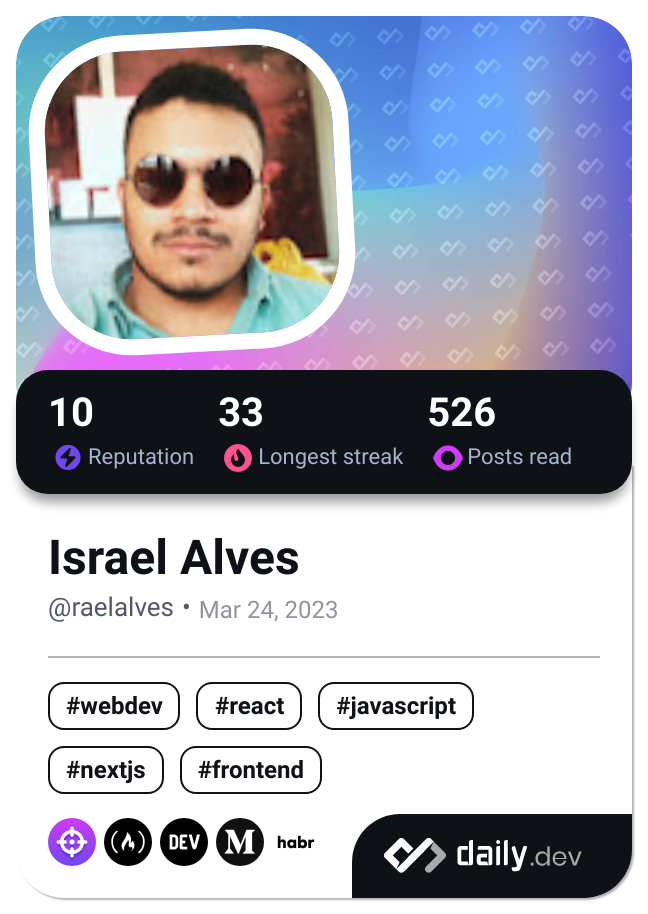 10 33 526
Reputation Longest streak Posts read
Israel Alves
@raelalves • Mar 24, 2023
#webdev #react #javascript
#nextjs #frontend
DEV M habr
daily.dev